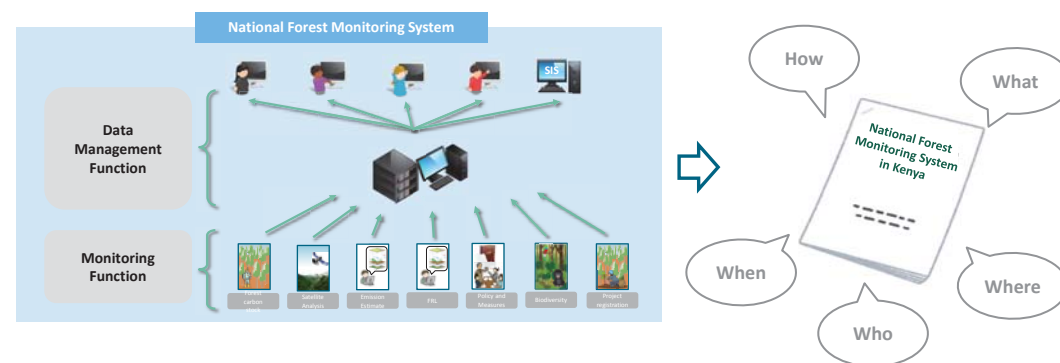 National Forest Monitoring System
SIS
Data
Management
Function
Monitoring
Function
carbon
Satellite
Analysis
Emission
Estimate
FRL
Policy and
Measures
Biodiversity
Project
registration
How
What
National Forest
Monitoring System
in Kenya
When
Where
Who